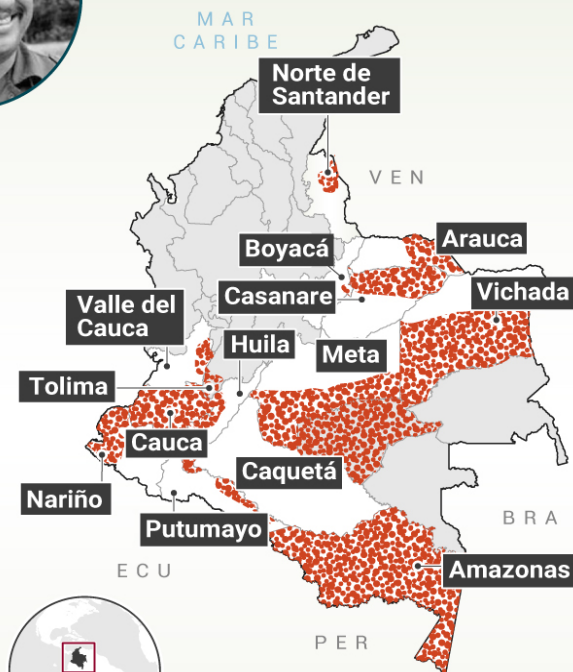 MAR
CARIBE
Norte de
Santander
VEN
Boyacá
Arauca
Casanare
Vichada
Valle del
Cauca
Huila
Meta
Tolima
Cauca
Caquetá
Nariño
Putumayo
BRA
ECU
Amazonas
PER